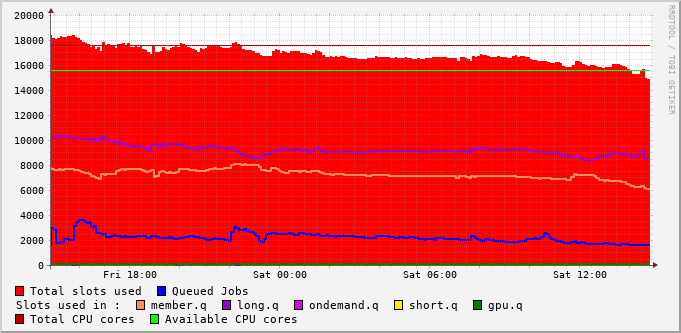 RRDTOOL / TOBI OETIKER
20000
18000
16000
14000
12000
10000
8000
6000
4000
2000
0
Fri 18:00 Sat 00:00 Sat 06:00 Sat 12:00
Total slots used Queued Jobs
Slots used in : member.q long.q ondemand.q short.q gpu.q
Total CPU cores Available CPU cores